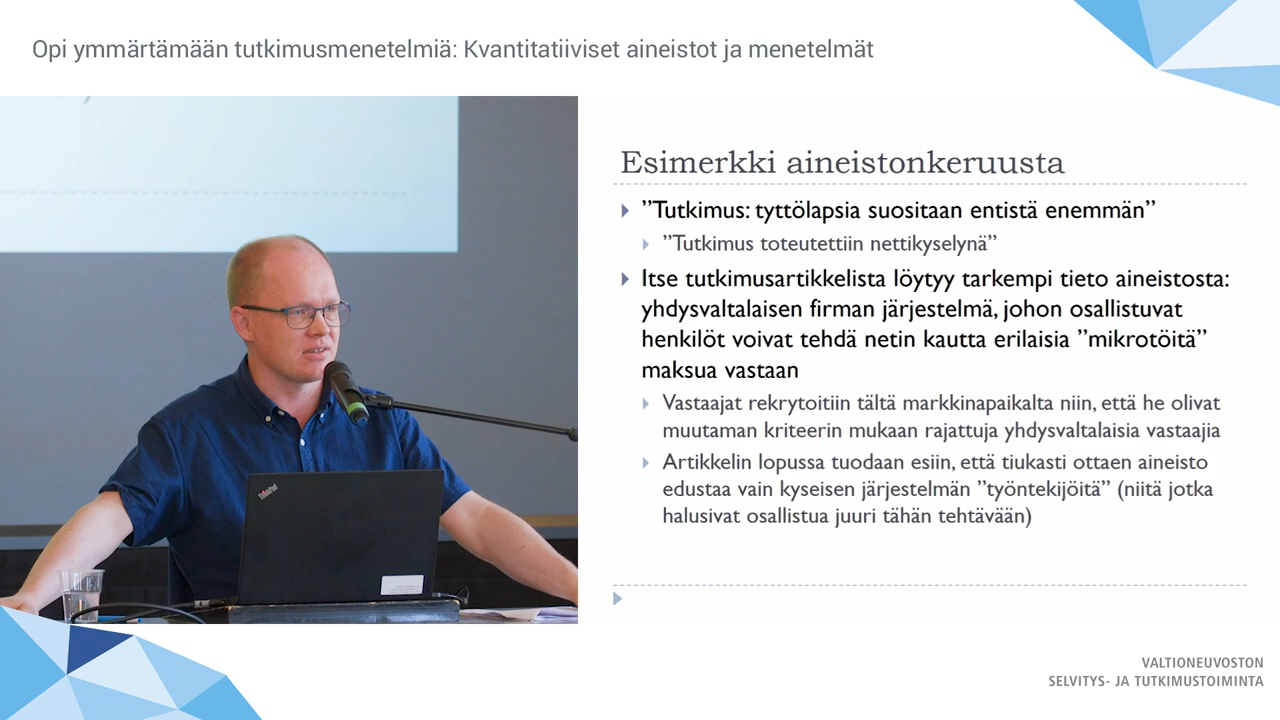 Opi ymmärtämään tutkimusmenetelmiä: Kvantitatiiviset aineistot ja menetelmät
Esimerkki aineistonkeruusta
”Tutkimus: tyttölapsia suositaan entistä enemmän”
”Tutkimus toteutettiin nettikyselynä”
Itse tutkimusartikkelista löytyy tarkempi tieto aineistosta:
yhdysvaltalaisen firman järjestelmä, johon osallistuvat
henkilöt voivat tehdä netin kautta erilaisia ”mikrotöitä”
maksua vastaan
Vastaajat rekrytoitiin tältä markkinapaikalta niin, että he olivat
muutaman kriteerin mukaan rajattuja yhdysvaltalaisia vastaajia
Artikkelin lopussa tuodaan esiin, että tiukasti ottaen aineisto
edustaa vain kyseisen järjestelmän ”työntekijöitä” (niitä jotka
halusivat osallistua juuri tähän tehtävään)
ThinkPad
VALTIONEUVOSTON
SELVITYS- JA TUTKIMUSTOIMINTA